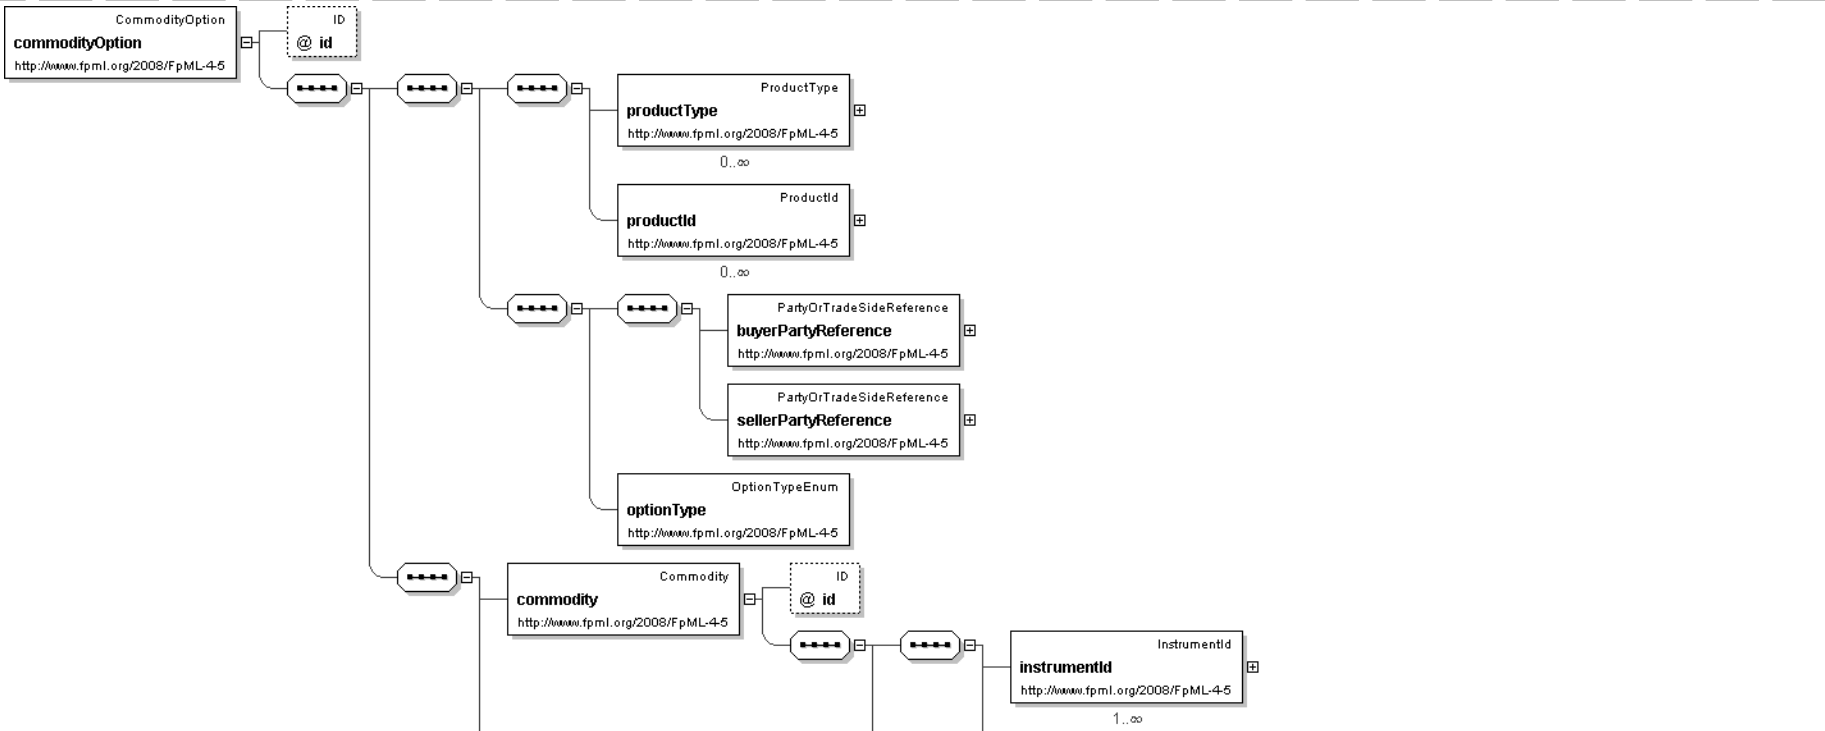 CommodityOption
commodityOption
http://www.fpml.org/2008/FpML-4-5
ID
@ id
ProductType
productType
http://www.fpml.org/2008/FpML-4-5
0..∞
ProductId
productId
http://www.fpml.org/2008/FpML-4-5
0..∞
PartyOrTradeSideReference
buyerPartyReference
http://www.fpml.org/2008/FpML-4-5
PartyOrTradeSideReference
sellerPartyReference
http://www.fpml.org/2008/FpML-4-5
OptionTypeEnum
optionType
http://www.fpml.org/2008/FpML-4-5
Commodity
commodity
http://www.fpml.org/2008/FpML-4-5
ID
@ id
InstrumentId
instrumentId
http://www.fpml.org/2008/FpML-4-5
1..∞